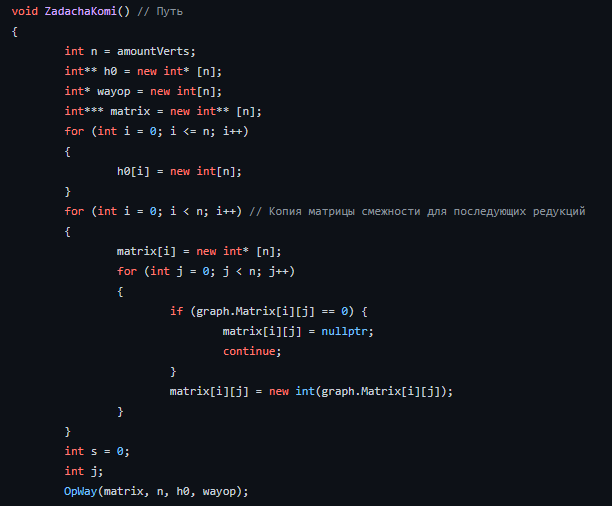 void ZadachaKomi() // Путь
{
int n = amountVerts;
int** h0 = new int* [n];
int* wayop = new int[n];
int*** matrix = new int** [n];
for (int i = 0; i <= n; i++)
{
h0[i] = new int[n];
}
for (int i = 0; i < n; i++) // Копия матрицы смежности для последующих редукций
{
matrix[i] = new int* [n];
for (int j = 0; j < n; j++)
{
if (graph.Matrix[i][j] == 0) {
matrix[i][j] = nullptr;
continue;
}
matrix[i][j] = new int(graph.Matrix[i][j]);
}
}
int s = 0;
int j;
OpWay(matrix, n, h0, wayop);